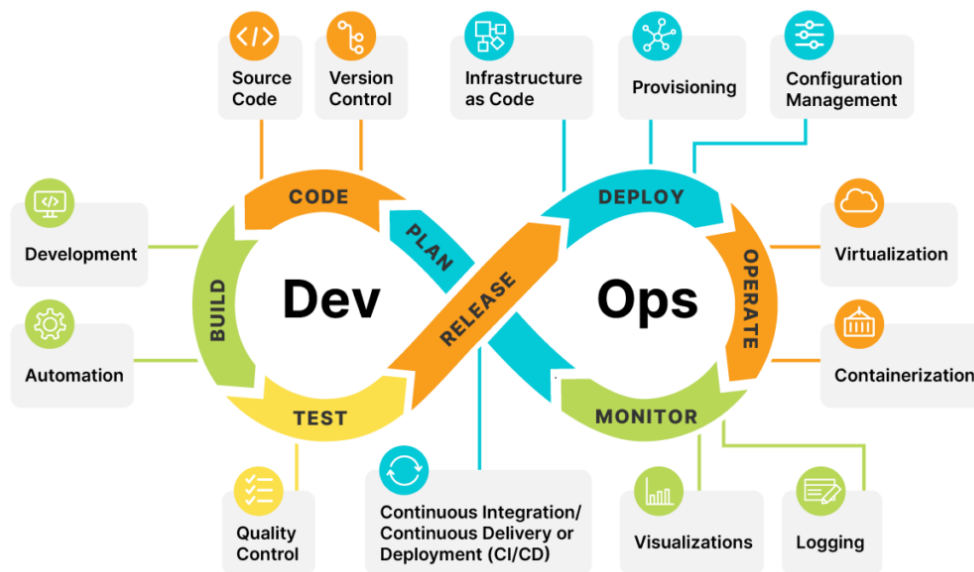 Source
Code
Version
Control
Infrastructure
as Code
Provisioning
Configuration
Management
CODE
DEPLOY
PLAN
Development
Virtualization
BUILD
Dev
RELEASE
Ops
OPERATE
Automation
Containerization
TEST
MONITOR
Quality
Control
Continuous Integration/
Continuous Delivery or
Deployment (CI/CD)
Visualizations
Logging